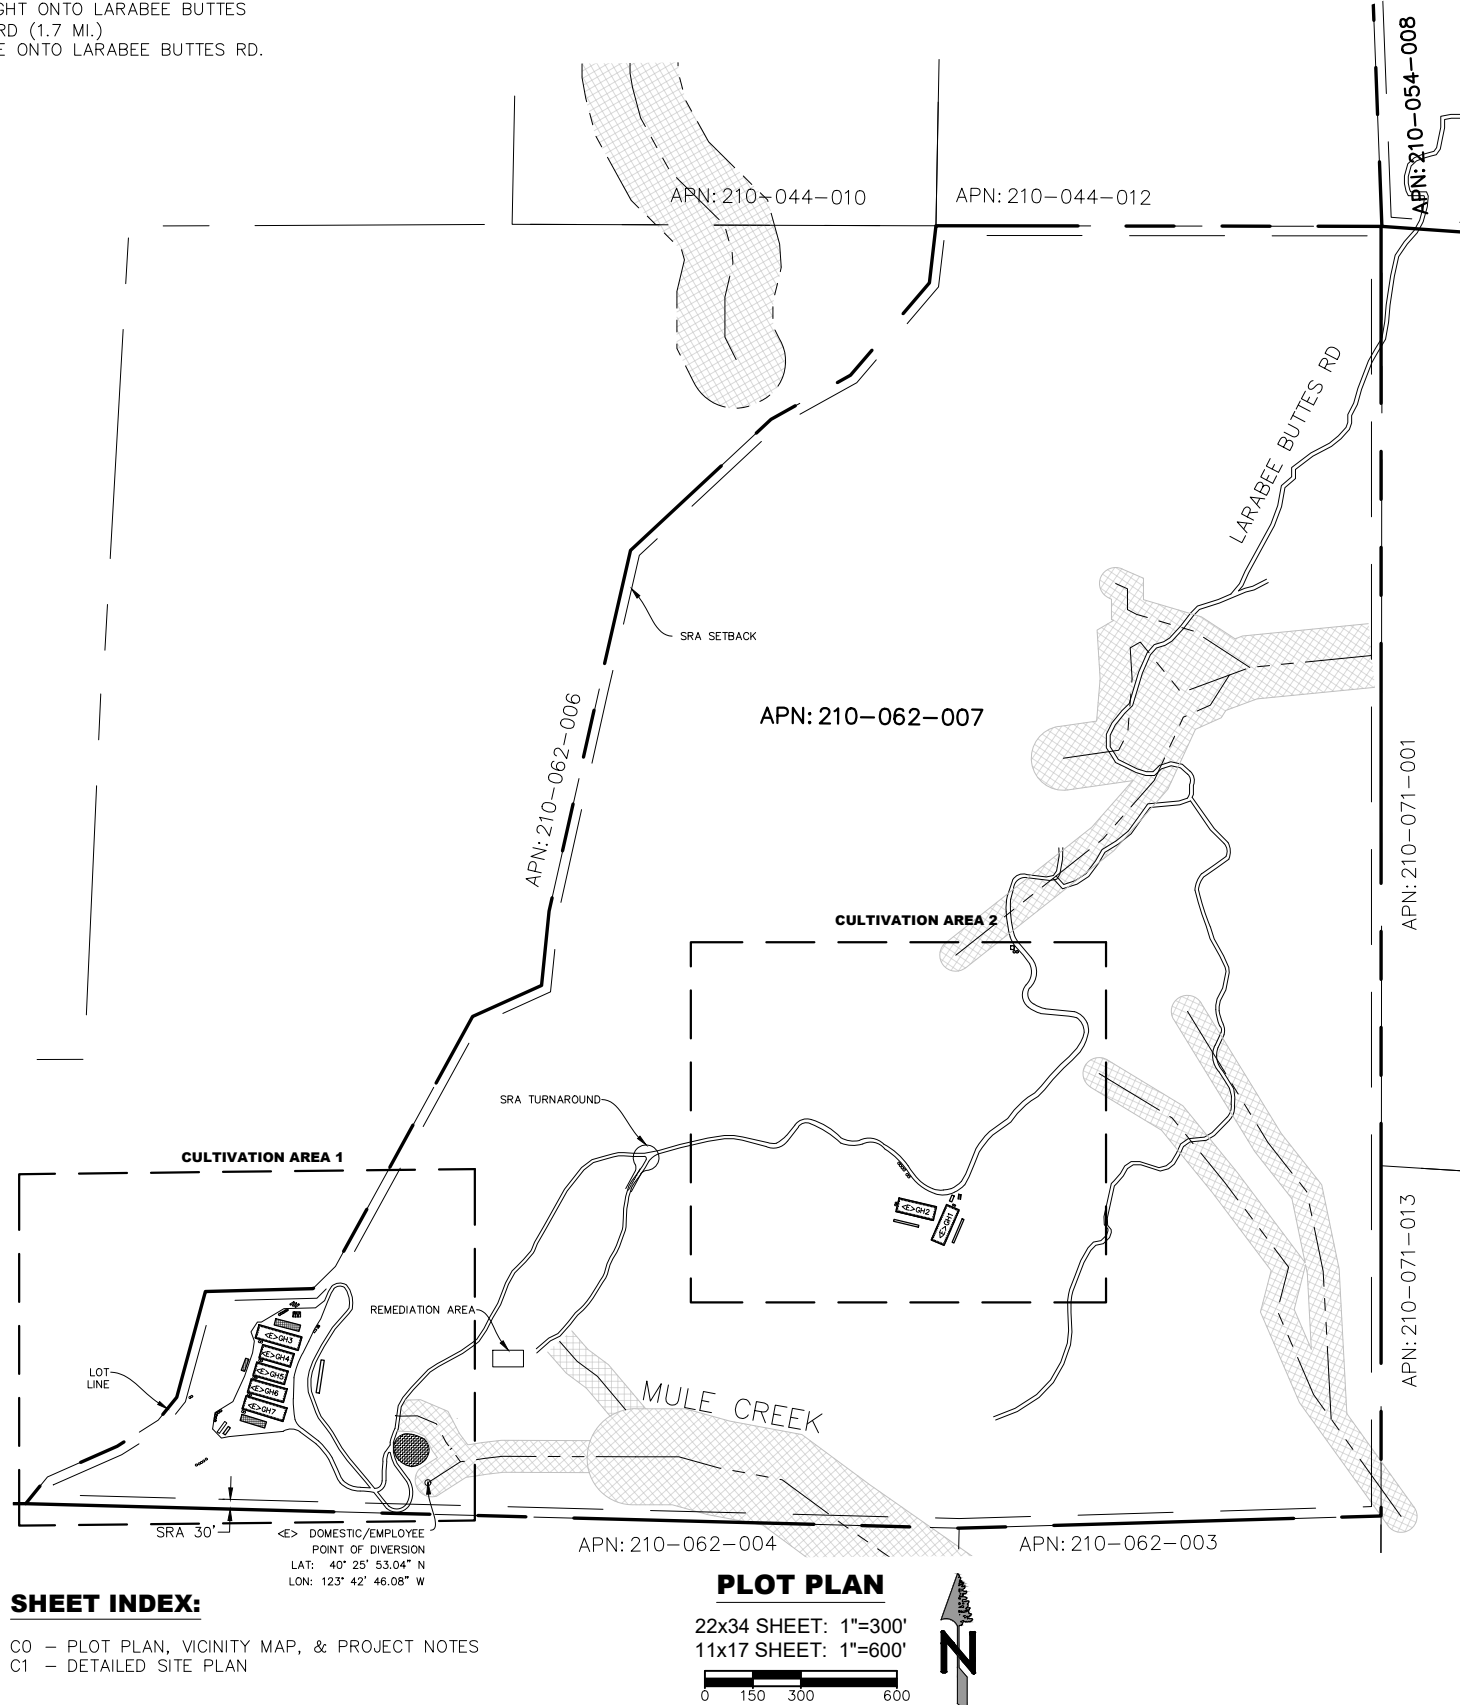 GHT ONTO LARABEE BUTTES
RD (1.7 MI.)
E ONTO LARABEE BUTTES RD.
APN: 210-054-008
APN: 210-044-010
APN: 210-044-012
LARABEE BUTTES RD
SRA SETBACK
APN: 210-062-006
APN: 210-062-007
APN: 210-071-001
CULTIVATION AREA 2
SRA TURNAROUND
CULTIVATION AREA 1
<E>GH2
<E>GH1
APN: 210-071-013
REMEDIATION AREA
<E>GH3
<E>GH4
<E>GH5
<E>GH6
<E>GH7
LOT
LINE
MULE CREEK
SRA 30'
<E> DOMESTIC/EMPLOYEE
POINT OF DIVERSION
LAT: 40° 25' 53.04" N
LON: 123° 42' 46.08" W
APN: 210-062-004
APN: 210-062-003
SHEET INDEX:
C0 - PLOT PLAN, VICINITY MAP, & PROJECT NOTES
C1 - DETAILED SITE PLAN
PLOT PLAN
22x34 SHEET: 1"=300'
11x17 SHEET: 1"=600'
0 150 300 600
N